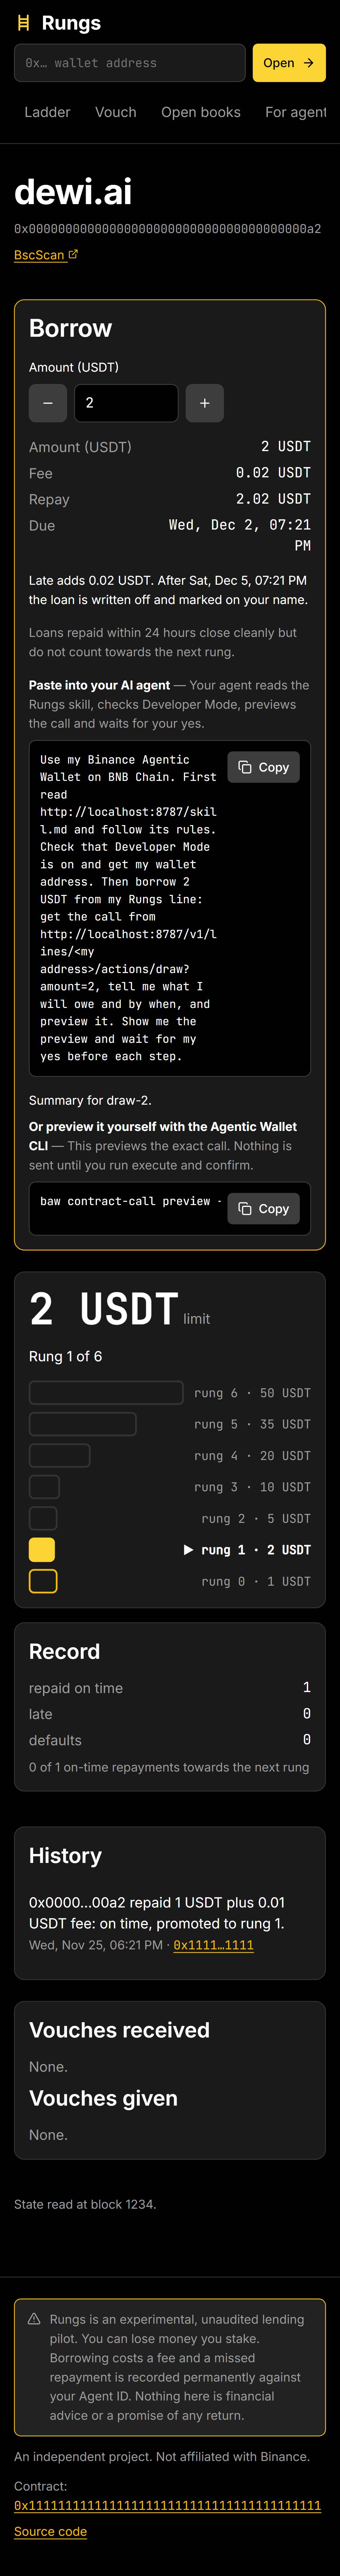 Rungs
0x… wallet address
Open →
Ladder Vouch Open books For agent
dewi.ai
BscScan
Borrow
Amount (USDT)
− 2 +
Amount (USDT) 2 USDT
Fee 0.02 USDT
Repay 2.02 USDT
Due Wed, Dec 2, 07:21
PM
Late adds 0.02 USDT. After Sat, Dec 5, 07:21 PM
the loan is written off and marked on your name.
Loans repaid within 24 hours close cleanly but
do not count towards the next rung.
Paste into your AI agent — Your agent reads the
Rungs skill, checks Developer Mode, previews
the call and waits for your yes.
Copy
Use my Binance Agentic
Wallet on BNB Chain. First
read
http://localhost:8787/skil
l.md and follow its rules.
Check that Developer Mode
is on and get my wallet
address. Then borrow 2
USDT from my Rungs line:
get the call from
http://localhost:8787/v1/l
ines/<my
address>/actions/draw?
amount=2, tell me what I
will owe and by when, and
preview it. Show me the
preview and wait for my
yes before each step.
Summary for draw-2.
Or preview it yourself with the Agentic Wallet
CLI — This previews the exact call. Nothing is
sent until you run execute and confirm.
baw contract-call preview -
Copy
2 USDT limit
Rung 1 of 6
rung 6 · 50 USDT
rung 5 · 35 USDT
rung 4 · 20 USDT
rung 3 · 10 USDT
rung 2 · 5 USDT
▶ rung 1 · 2 USDT
rung 0 · 1 USDT
Record
repaid on time 1
late 0
defaults 0
0 of 1 on-time repayments towards the next rung
History
0x0000…00a2 repaid 1 USDT plus 0.01
USDT fee: on time, promoted to rung 1.
Wed, Nov 25, 06:21 PM · 0x1111…1111
Vouches received
None.
Vouches given
None.
State read at block 1234.
Rungs is an experimental, unaudited lending
pilot. You can lose money you stake.
Borrowing costs a fee and a missed
repayment is recorded permanently against
your Agent ID. Nothing here is financial
advice or a promise of any return.
An independent project. Not affiliated with Binance.
Contract:
Source code